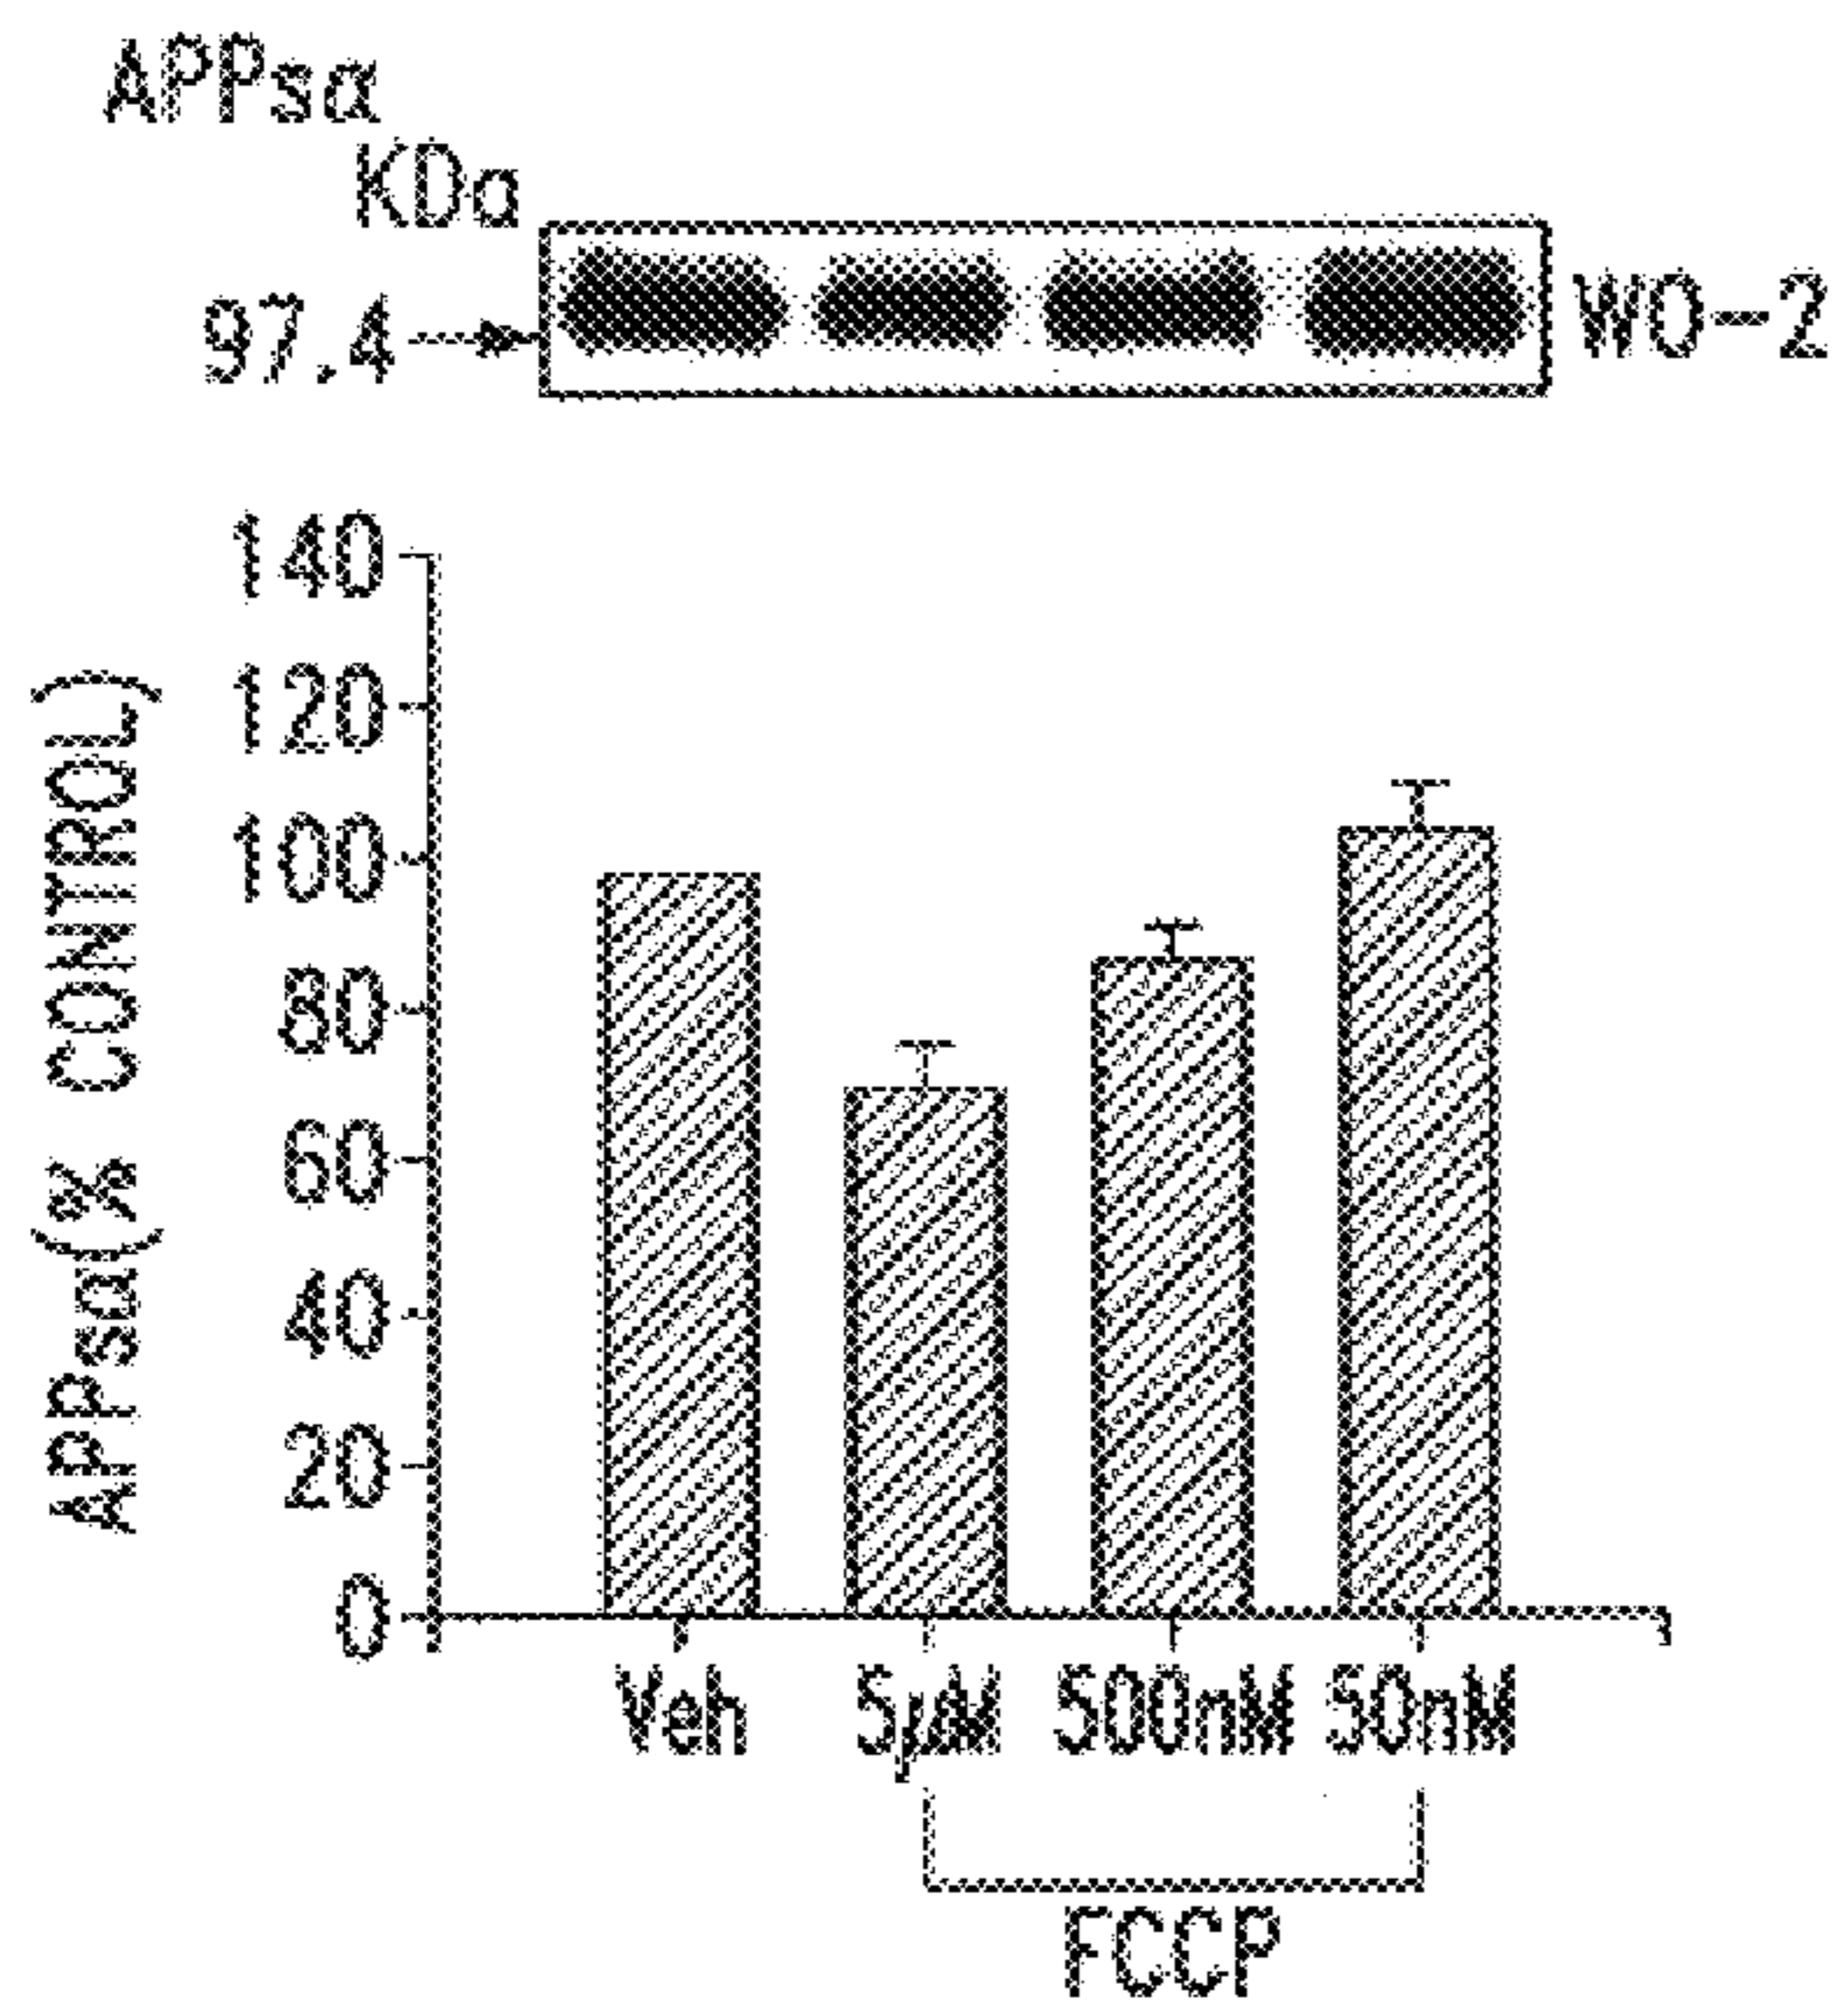 APPsα
KDa
97.4
WO-2
140
120
100
80
60
40
20
0
APPsα(% CONTROL)
Veh 5µM 500nM 50nM
FCCP